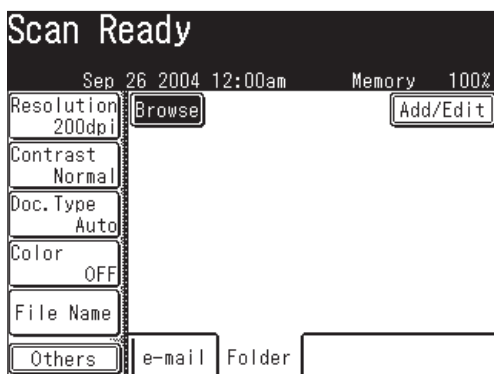 Scan Ready
Sep 26 2004 12:00am Memory 100%
Resolution
200dpi
Browse
Add/Edit
Contrast
Normal
Doc.Type
Auto
Color
OFF
File Name
Others
e-mail
Folder